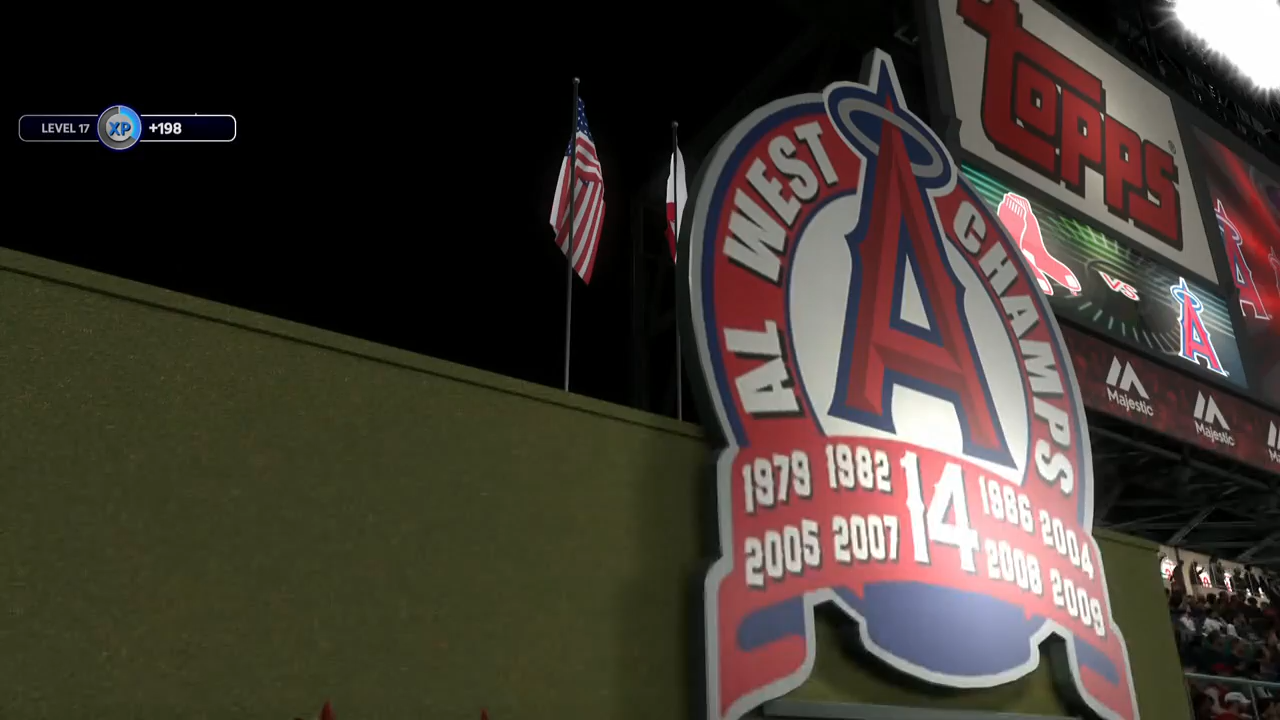 LEVEL 17 XP +198
AL WEST CHAMPS
A
1979 1982 14 1986 2004
2005 2007 2008 2009
topps
®
VS
A
A
Majestic
Majestic